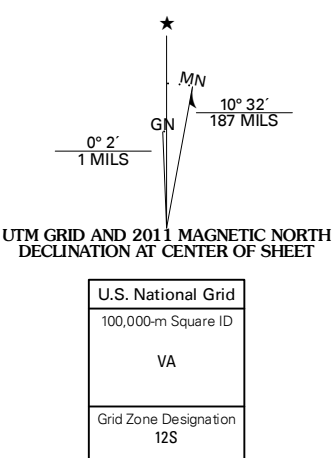 ★
MN
10° 32´
187 MILS
GN
0° 2´
1 MILS
UTM GRID AND 2011 MAGNETIC NORTH
DECLINATION AT CENTER OF SHEET
U.S. National Grid
100,000-m Square ID
VA
Grid Zone Designation
12S